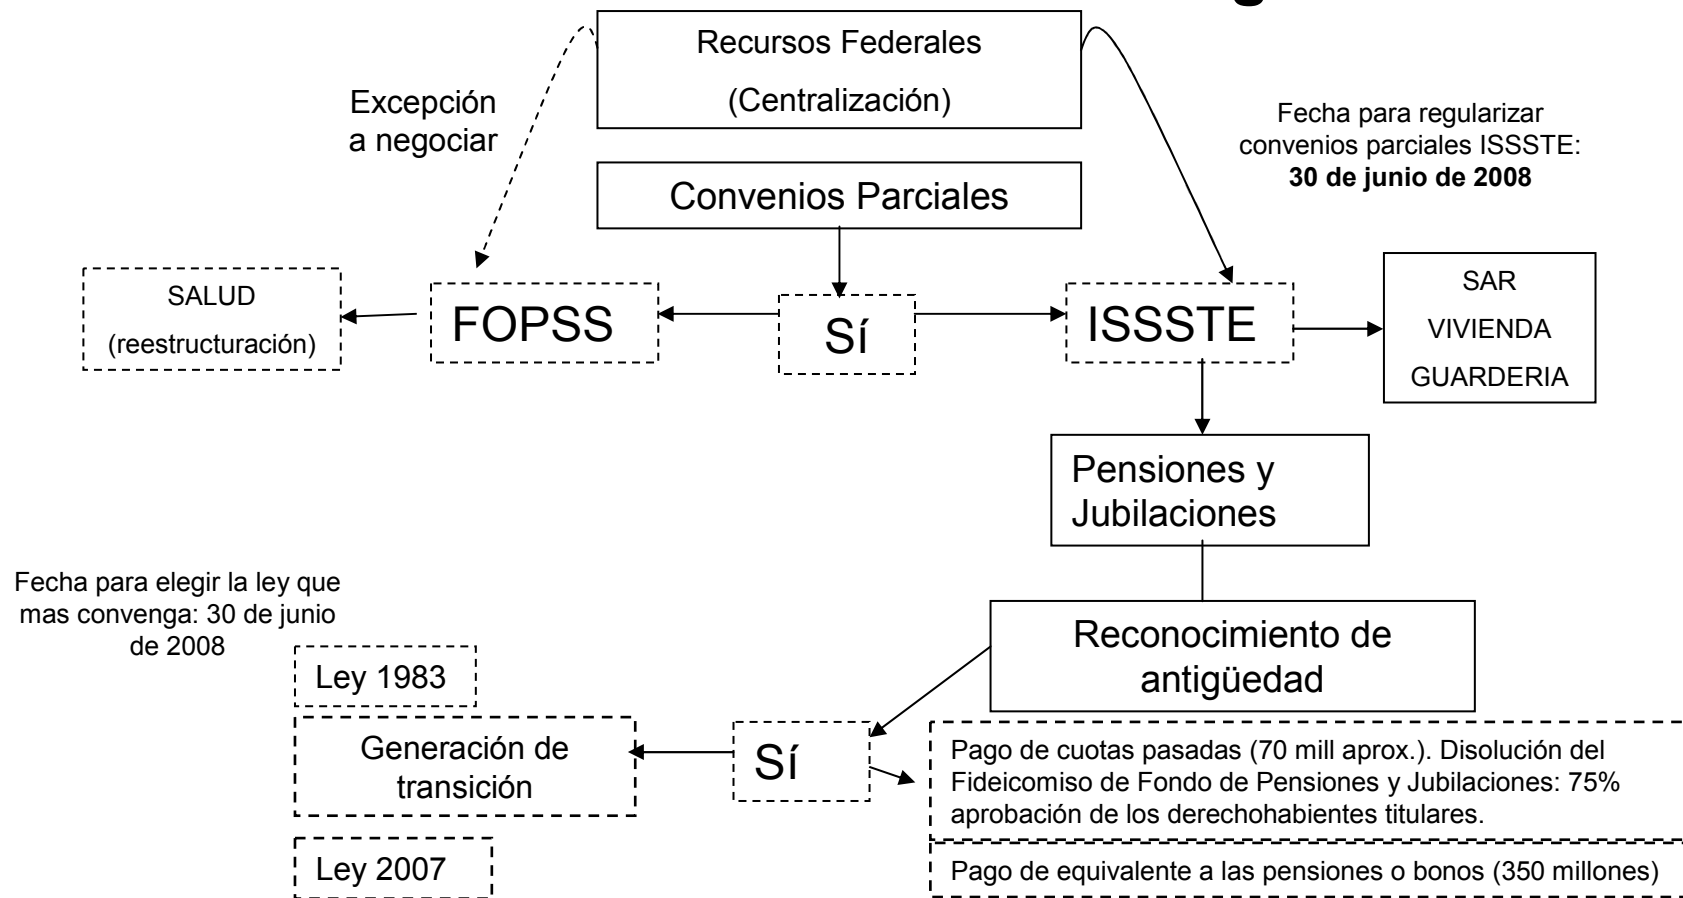 Recursos Federales
(Centralización)
Excepción
a negociar
Fecha para regularizar
convenios parciales ISSSTE:
30 de junio de 2008
Convenios Parciales
SALUD
(reestructuración)
FOPSS
Sí
ISSSTE
SAR
VIVIENDA
GUARDERIA
Pensiones y
Jubilaciones
Fecha para elegir la ley que
mas convenga: 30 de junio
de 2008
Reconocimiento de
antigüedad
Ley 1983
Generación de
transición
Ley 2007
Sí
Pago de cuotas pasadas (70 mill aprox.). Disolución del
Fideicomiso de Fondo de Pensiones y Jubilaciones: 75%
aprobación de los derechohabientes titulares.
Pago de equivalente a las pensiones o bonos (350 millones)